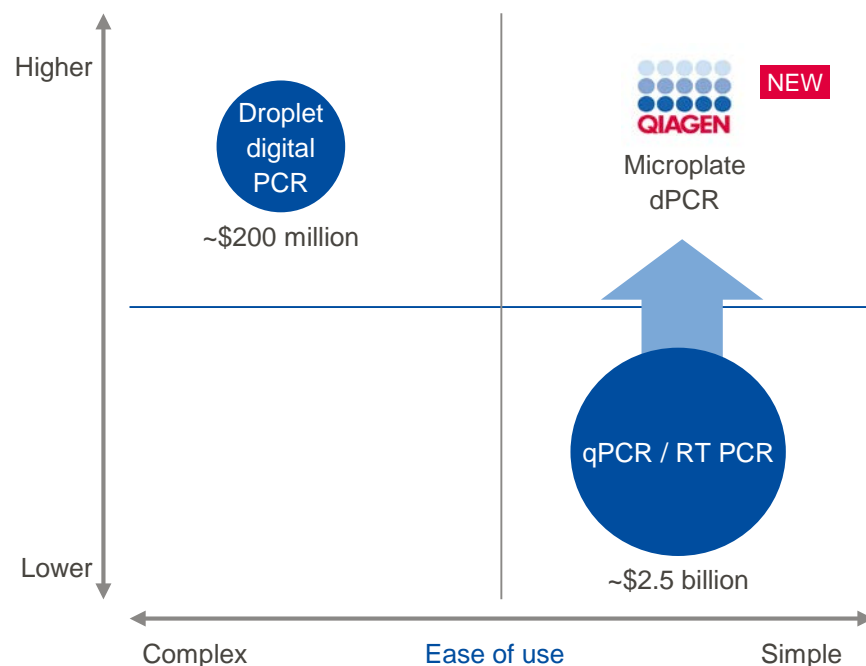 Higher
Droplet
digital
PCR
~$200 million
QIAGEN
NEW
Microplate
dPCR
qPCR / RT PCR
~$2.5 billion
Lower
Complex
Ease of use
Simple